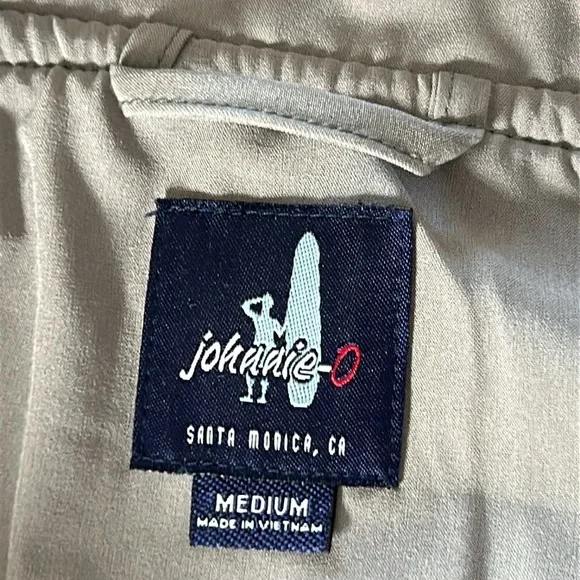 johnnie-O
SANTA MONICA, CA
MEDIUM
MADE IN VIETNAM